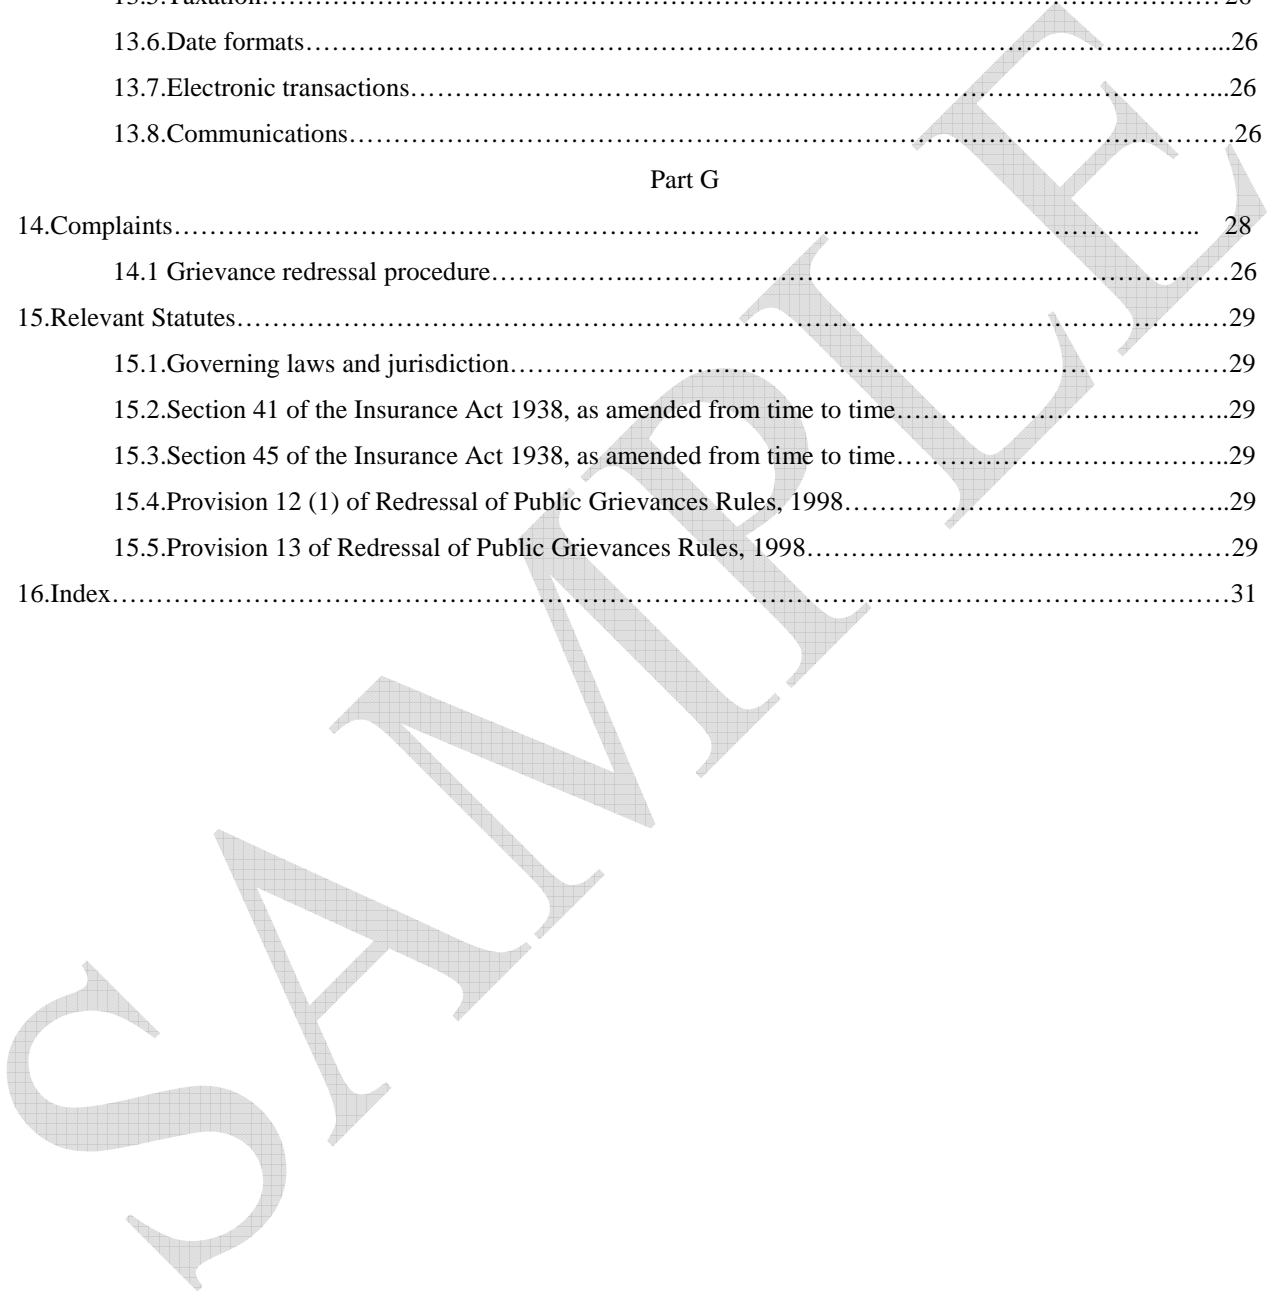 13.5.Taxation……………………………………………………………………………………………… 26
13.6.Date formats…………………………………………………………………………………………...26
13.7.Electronic transactions………………………………………………………………………………...26
13.8.Communications……………………………………………………………………………………….26
Part G
14.Complaints…………………………………………………………………………………………………….. 28
14.1 Grievance redressal procedure……………...…………………………………………………………26
15.Relevant Statutes…………………………………………………………………………………………….…29
15.1.Governing laws and jurisdiction………………………………………………………………………29
15.2.Section 41 of the Insurance Act 1938, as amended from time to time………………………………..29
15.3.Section 45 of the Insurance Act 1938, as amended from time to time………………………………..29
15.4.Provision 12 (1) of Redressal of Public Grievances Rules, 1998……………………………………..29
15.5.Provision 13 of Redressal of Public Grievances Rules, 1998…………………………………………29
16.Index……………………………………………………………………………………………………………31
SAMPLE